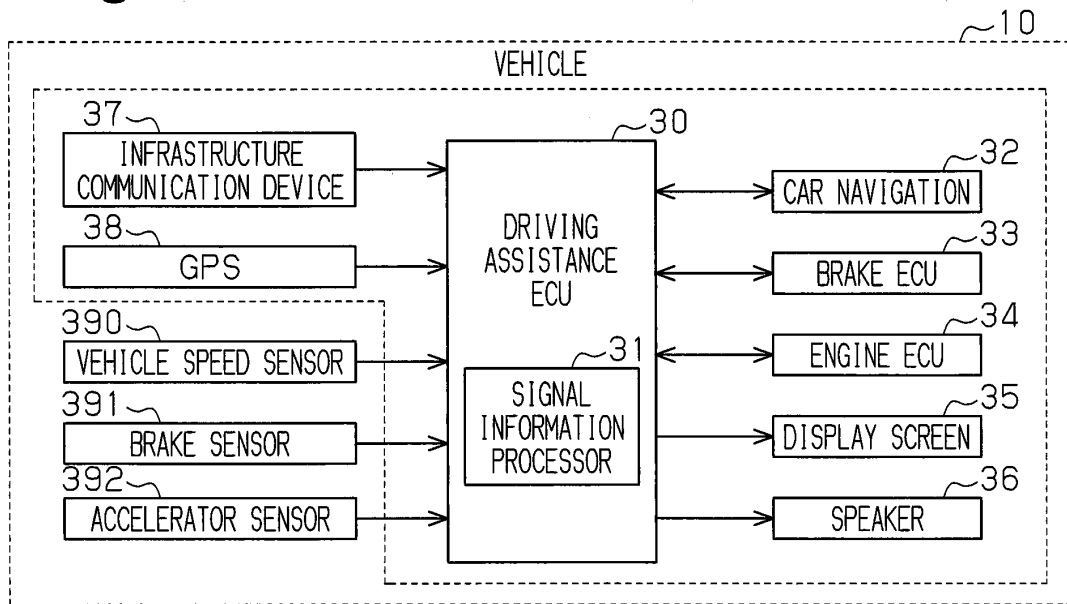 10
VEHICLE
37
INFRASTRUCTURE
COMMUNICATION DEVICE
38
GPS
390
VEHICLE SPEED SENSOR
391
BRAKE SENSOR
392
ACCELERATOR SENSOR
30
DRIVING
ASSISTANCE
ECU
31
SIGNAL
INFORMATION
PROCESSOR
32
CAR NAVIGATION
33
BRAKE ECU
34
ENGINE ECU
35
DISPLAY SCREEN
36
SPEAKER